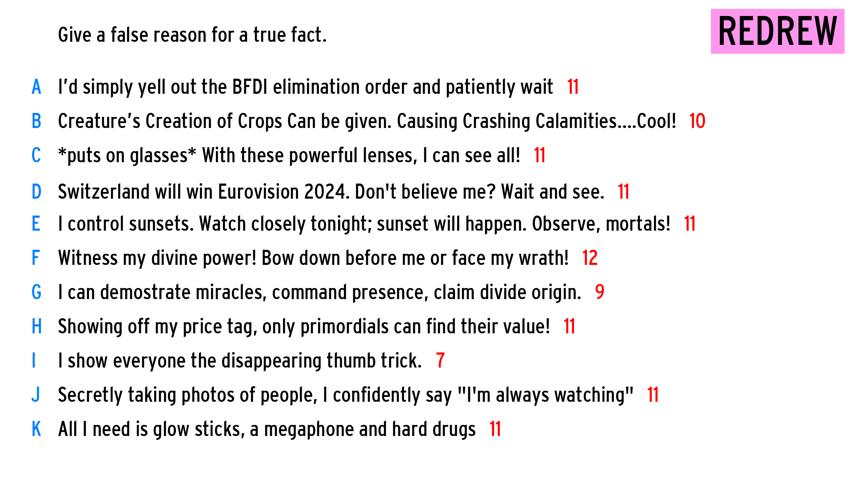 Give a false reason for a true fact.
REDREW
A I'd simply yell out the BFDI elimination order and patiently wait 11
B Creature's Creation of Crops Can be given. Causing Crashing Calamities....Cool! 10
C *puts on glasses* With these powerful lenses, I can see all! 11
D Switzerland will win Eurovision 2024. Don't believe me? Wait and see. 11
E I control sunsets. Watch closely tonight; sunset will happen. Observe, mortals! 11
F Witness my divine power! Bow down before me or face my wrath! 12
G I can demostrate miracles, command presence, claim divide origin. 9
H Showing off my price tag, only primordials can find their value! 11
I I show everyone the disappearing thumb trick. 7
J Secretly taking photos of people, I confidently say "I'm always watching" 11
K All I need is glow sticks, a megaphone and hard drugs 11